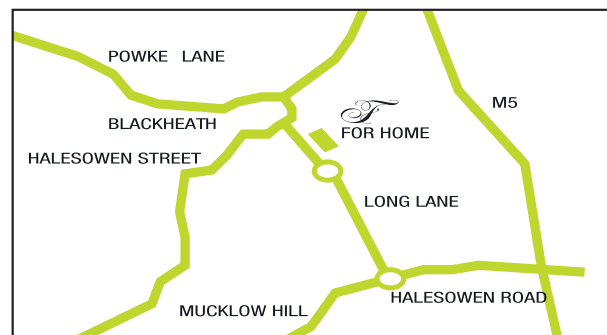 POWKE LANE
M5
F
BLACKHEATH
FOR HOME
HALESOWEN STREET
LONG LANE
HALESOWEN ROAD
MUCKLOW HILL